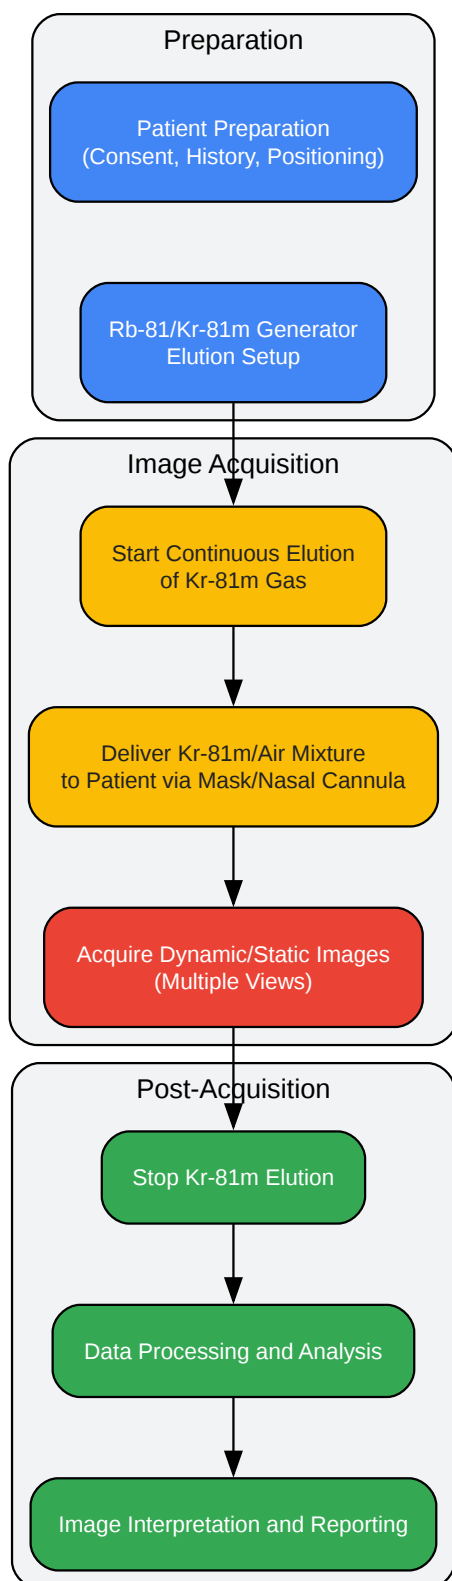 Preparation
Patient Preparation
(Consent, History, Positioning)
Rb-81/Kr-81m Generator
Elution Setup
Image Acquisition
Start Continuous Elution
of Kr-81m Gas
Deliver Kr-81m/Air Mixture
to Patient via Mask/Nasal Cannula
Acquire Dynamic/Static Images
(Multiple Views)
Post-Acquisition
Stop Kr-81m Elution
Data Processing and Analysis
Image Interpretation and Reporting